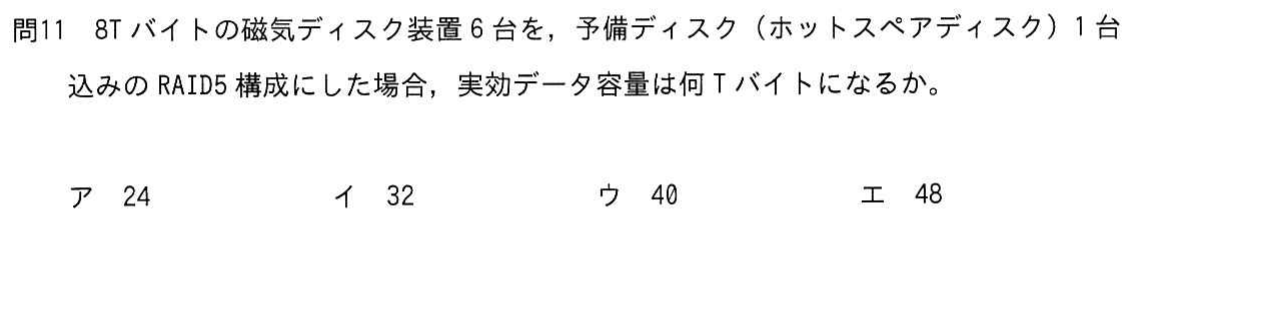 問11　8T バイトの磁気ディスク装置 6 台を，予備ディスク（ホットスペアディスク）1 台
込みの RAID5 構成にした場合，実効データ容量は何 T バイトになるか。
ア　24　イ　32　ウ　40　エ　48